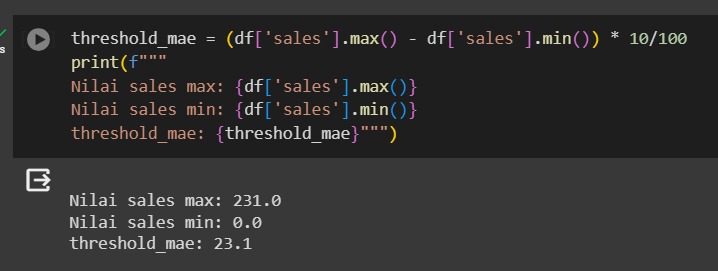 threshold_mae = (df['sales'].max() - df['sales'].min()) * 10/100
print(f"""
Nilai sales max: {df['sales'].max()}
Nilai sales min: {df['sales'].min()}
threshold_mae: {threshold_mae}""")
s
Nilai sales max: 231.0
Nilai sales min: 0.0
threshold_mae: 23.1